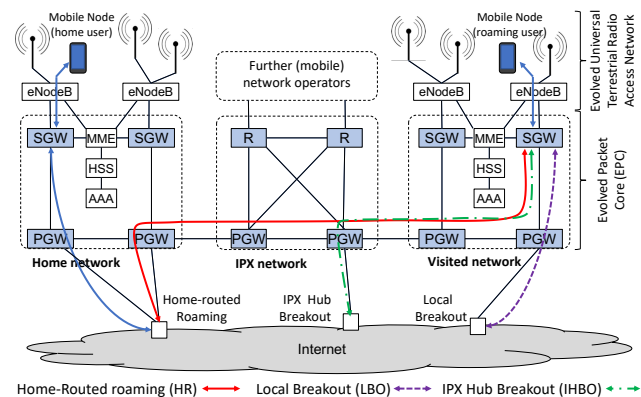 Mobile Node
(home user)
Mobile Node
(roaming user)
Further (mobile)
network operators
Evolved Universal
Terrestrial Radio
Access Network
eNodeB
eNodeB
eNodeB
eNodeB
SGW
MME
SGW
R
R
SGW
MME
SGW
HSS
HSS
AAA
AAA
Evolved Packet
Core (EPC)
PGW
PGW
PGW
PGW
PGW
PGW
Home network
IPX network
Visited network
Home-routed
Roaming
IPX Hub
Breakout
Local
Breakout
Internet
Home-Routed roaming (HR)
Local Breakout (LBO)
IPX Hub Breakout (IHBO)